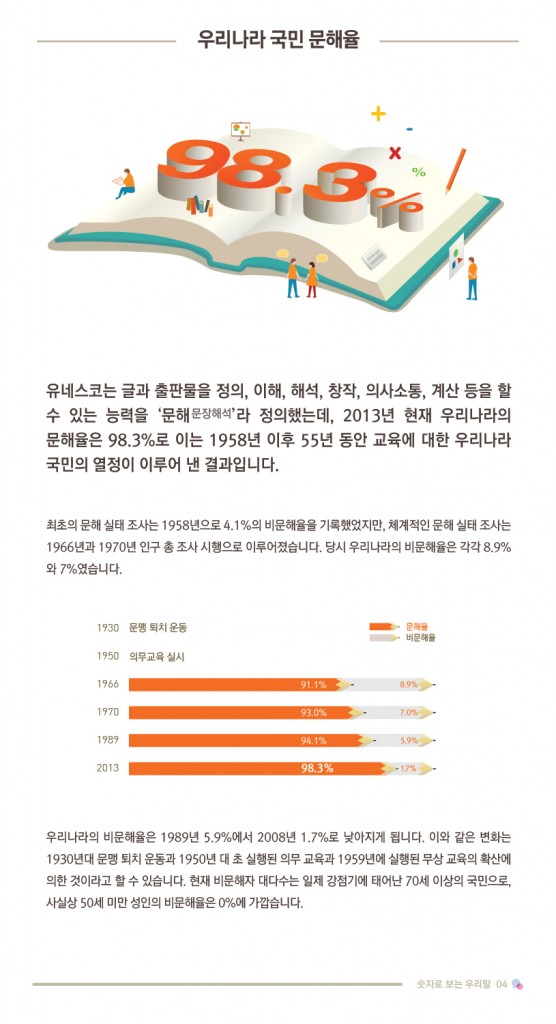 우리나라 국민 문해율
98.3%
%
유네스코는 글과 출판물을 정의, 이해, 해석, 창작, 의사소통, 계산 등을 할
수 있는 능력을 ‘문해문장해석’라 정의했는데, 2013년 현재 우리나라의
문해율은 98.3%로 이는 1958년 이후 55년 동안 교육에 대한 우리나라
국민의 열정이 이루어 낸 결과입니다.
최초의 문해 실태 조사는 1958년으로 4.1%의 비문해율을 기록했었지만, 체계적인 문해 실태 조사는
1966년과 1970년 인구 총 조사 시행으로 이루어졌습니다. 당시 우리나라의 비문해율은 각각 8.9%
와 7%였습니다.
1930 문맹 퇴치 운동
문해율
비문해율
1950 의무교육 실시
1966 91.1% 8.9%
1970 93.0% 7.0%
1989 94.1% 5.9%
2013 98.3% 1.7%
우리나라의 비문해율은 1989년 5.9%에서 2008년 1.7%로 낮아지게 됩니다. 이와 같은 변화는
1930년대 문맹 퇴치 운동과 1950년 대 초 실행된 의무 교육과 1959년에 실행된 무상 교육의 확산에
의한 것이라고 할 수 있습니다. 현재 비문해자 대다수는 일제 강점기에 태어난 70세 이상의 국민으로,
사실상 50세 미만 성인의 비문해율은 0%에 가깝습니다.
숫자로 보는 우리말 04